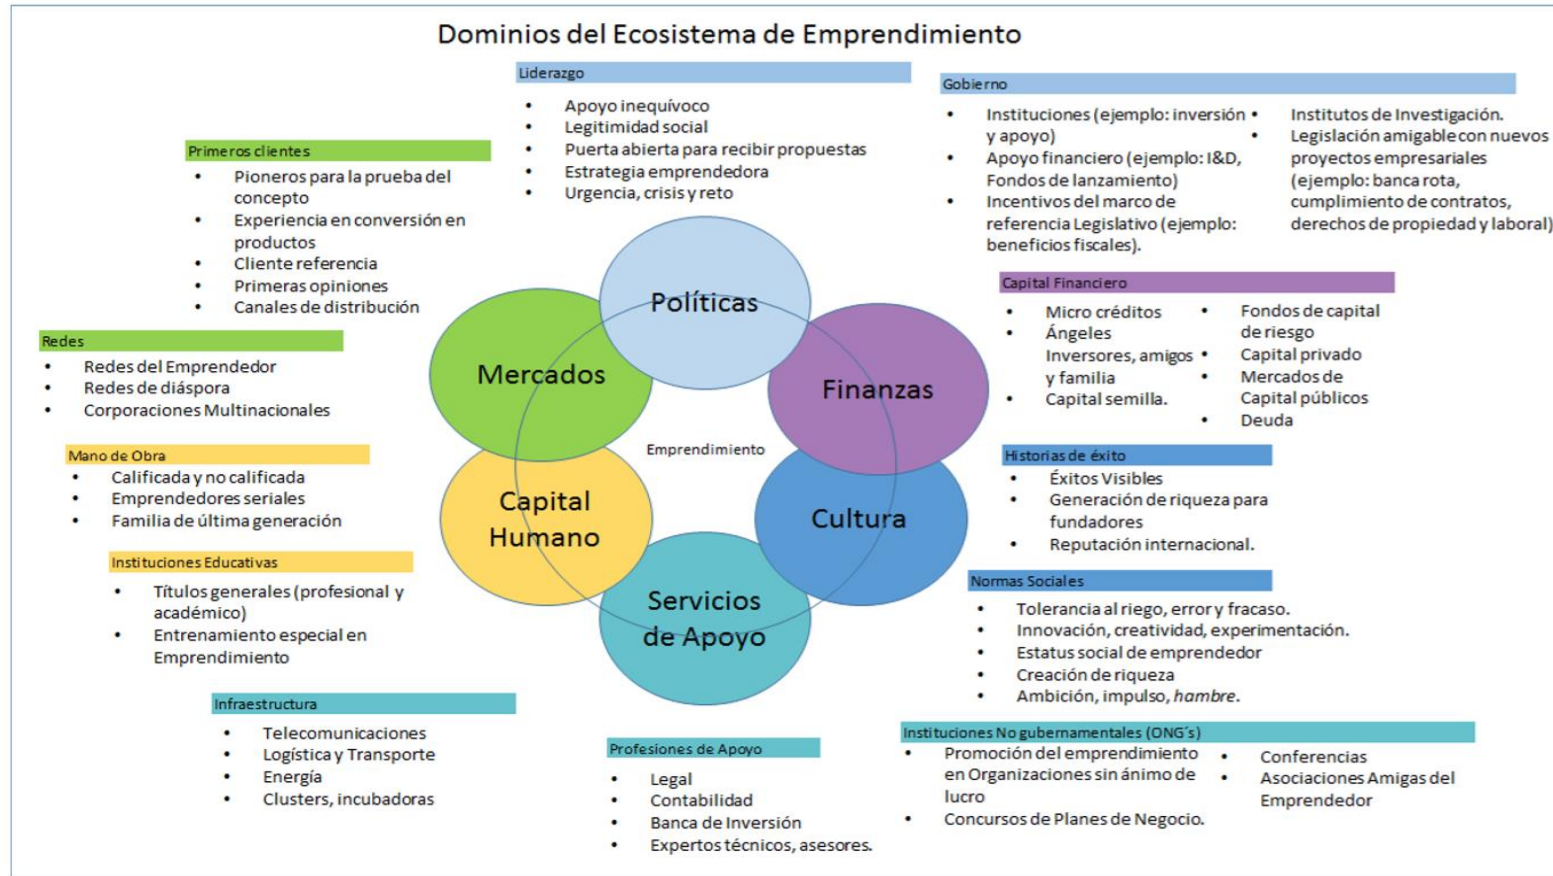 Dominios del Ecosistema de Emprendimiento
Liderazgo
• Apoyo inequívoco
• Legitimidad social
• Puerta abierta para recibir propuestas
• Estrategia emprendedora
• Urgencia, crisis y reto
Gobierno
• Instituciones (ejemplo: inversión
y apoyo)
• Apoyo financiero (ejemplo: I&D,
Fondos de lanzamiento)
• Incentivos del marco de
referencia Legislativo (ejemplo:
beneficios fiscales).
• Institutos de Investigación.
• Legislación amigable con nuevos
proyectos empresariales
(ejemplo: banca rota,
cumplimiento de contratos,
derechos de propiedad y laboral)
Primeros clientes
• Pioneros para la prueba del
concepto
• Experiencia en conversión en
productos
• Cliente referencia
• Primeras opiniones
• Canales de distribución
Redes
• Redes del Emprendedor
• Redes de diáspora
• Corporaciones Multinacionales
Mano de Obra
• Calificada y no calificada
• Emprendedores seriales
• Familia de última generación
Instituciones Educativas
• Títulos generales (profesional y
académico)
• Entrenamiento especial en
Emprendimiento
Infraestructura
• Telecomunicaciones
• Logística y Transporte
• Energía
• Clusters, incubadoras
Políticas
Mercados
Finanzas
Emprendimiento
Capital
Humano
Cultura
Servicios
de Apoyo
Capital Financiero
• Micro créditos
• Ángeles
Inversores, amigos
y familia
• Capital semilla.
• Fondos de capital
de riesgo
• Capital privado
• Mercados de
Capital públicos
• Deuda
Historias de éxito
• Éxitos Visibles
• Generación de riqueza para
fundadores
• Reputación internacional.
Normas Sociales
• Tolerancia al riego, error y fracaso.
• Innovación, creatividad, experimentación.
• Estatus social de emprendedor
• Creación de riqueza
• Ambición, impulso, hambre.
Profesiones de Apoyo
• Legal
• Contabilidad
• Banca de Inversión
• Expertos técnicos, asesores.
Instituciones No gubernamentales (ONG´s)
• Promoción del emprendimiento
en Organizaciones sin ánimo de
lucro
• Concursos de Planes de Negocio.
• Conferencias
• Asociaciones Amigas del
Emprendedor